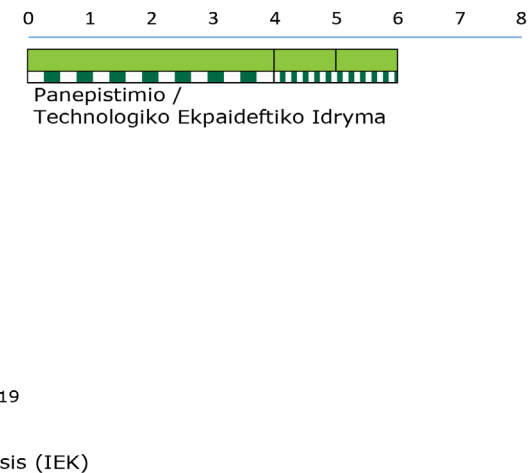 0 1 2 3 4 5 6 7 8
Panepistimio /
Technologiko Ekpaideftiko Idryma
19
sis (IEK)